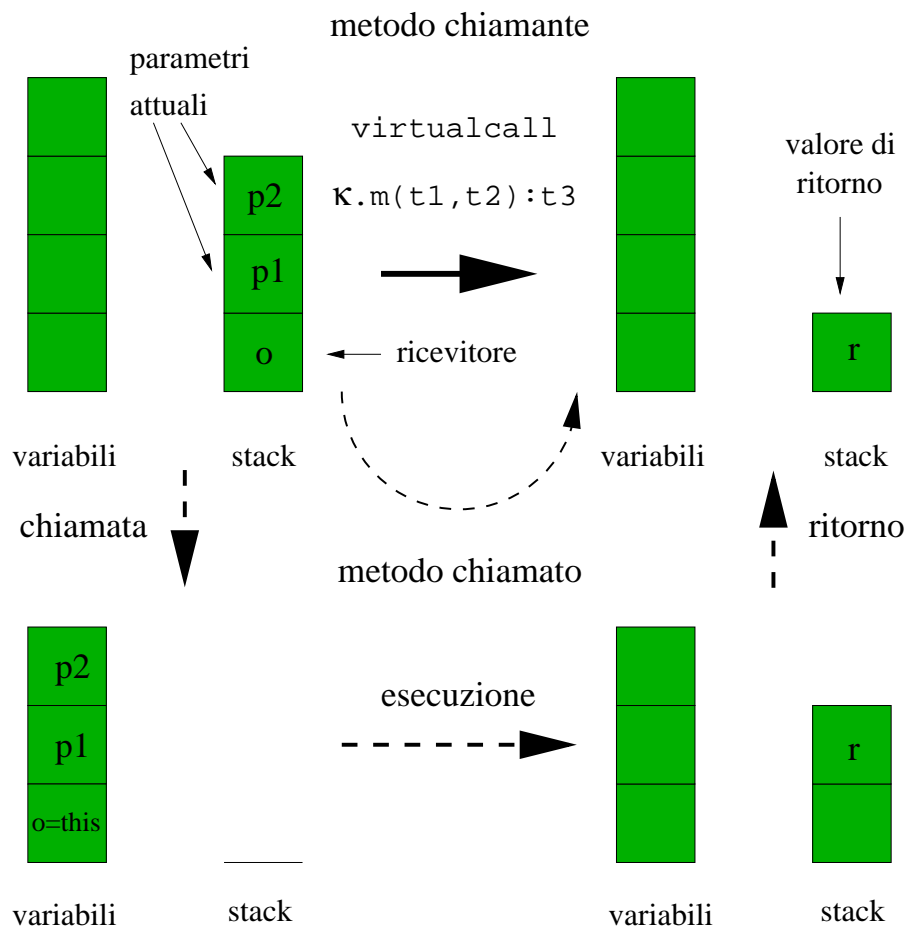 metodo chiamante
parametri
attuali
virtualcall
κ.m(t1,t2):t3
valore di
ritorno
p2
p1
o
ricevitore
r
variabili
stack
variabili
stack
chiamata
ritorno
metodo chiamato
p2
p1
o=this
esecuzione
r
variabili
stack
variabili
stack